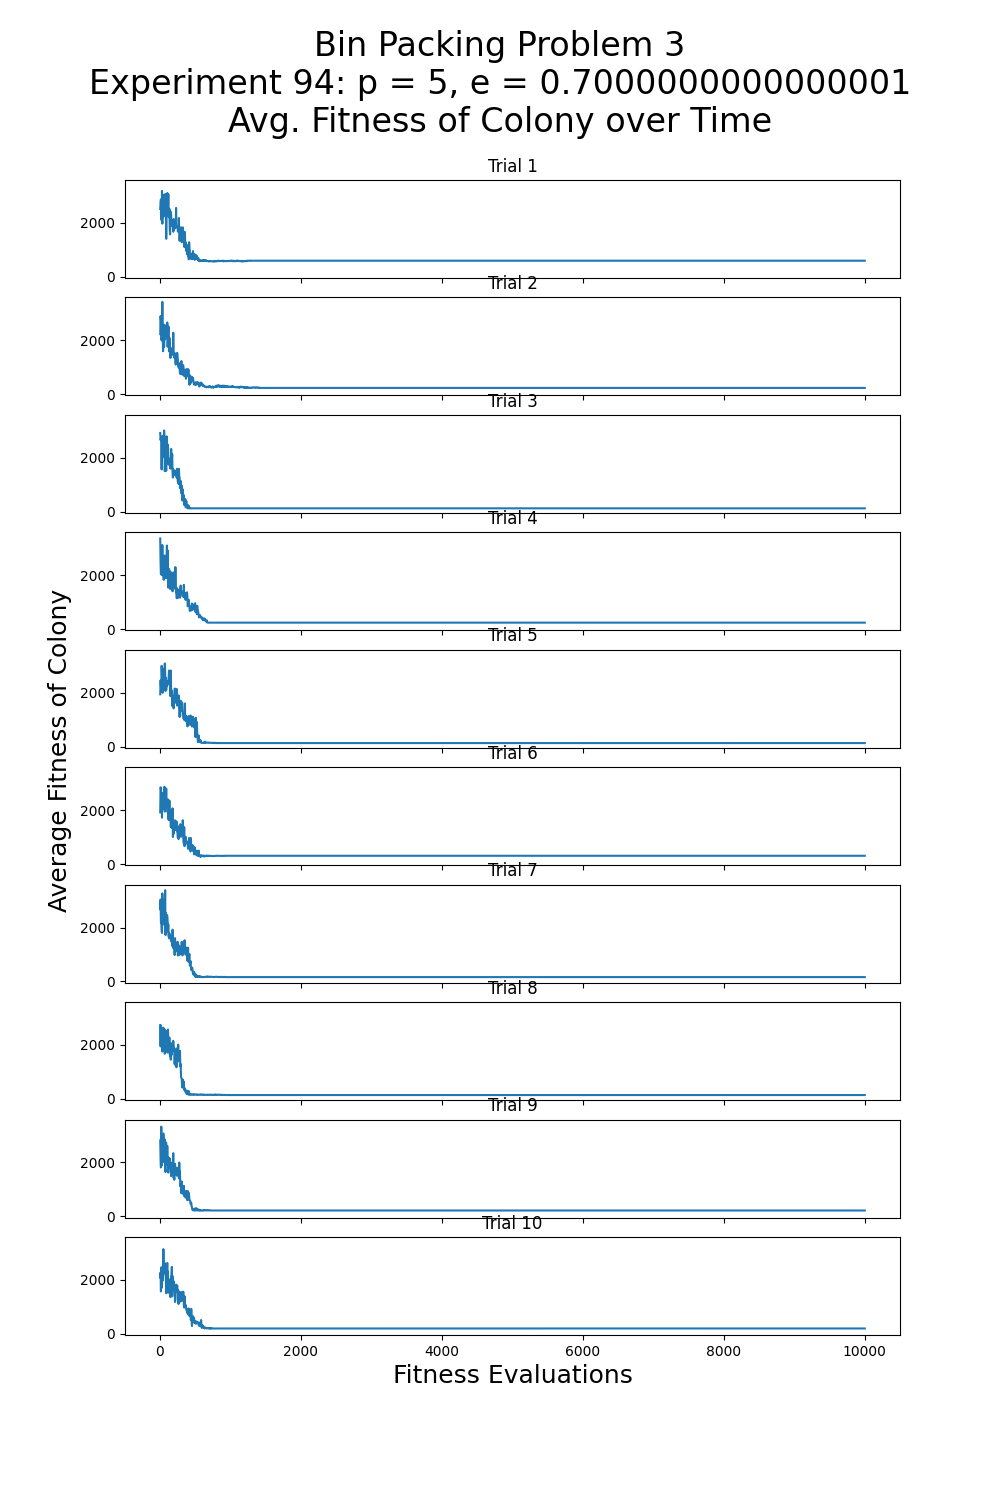 Bin Packing Problem 3
Experiment 94: p = 5, e = 0.7000000000000001
Avg. Fitness of Colony over Time
Trial 1
2000
0
Trial 2
2000
0
Trial 3
2000
0
Trial 4
2000
0
Trial 5
2000
0
Trial 6
2000
0
Trial 7
2000
0
Trial 8
2000
0
Trial 9
2000
0
Trial 10
2000
0
0 2000 4000 6000 8000 10000
Fitness Evaluations
Average Fitness of Colony